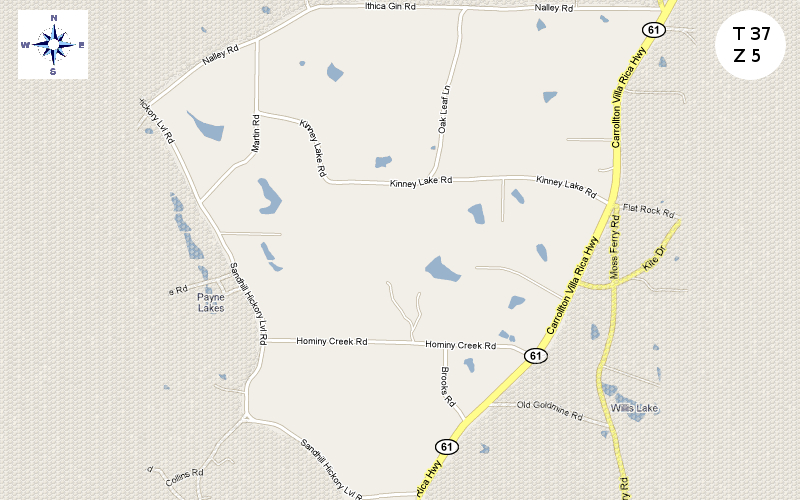 Ithica Gin Rd
Nalley Rd
N
W E
S
61
T 37
Z 5
Nalley Rd
Hickory Lvl Rd
Martin Rd
Oak Leaf Ln
Carrollton Villa Rica Hwy
Kinney Lake Rd
Kinney Lake Rd
Kinney Lake Rd
Flat Rock Rd
Moss Ferry Rd
Kite Dr
Carrollton Villa Rica Hwy
Sandhill Hickory Lvl Rd
e Rd
Payne
Lakes
Hominy Creek Rd
Hominy Creek Rd
61
Brooks Rd
Old Goldmine Rd
Willis Lake
61
Sandhill Hickory Lvl R
d
Collins Rd
Rica Hwy
ry Rd